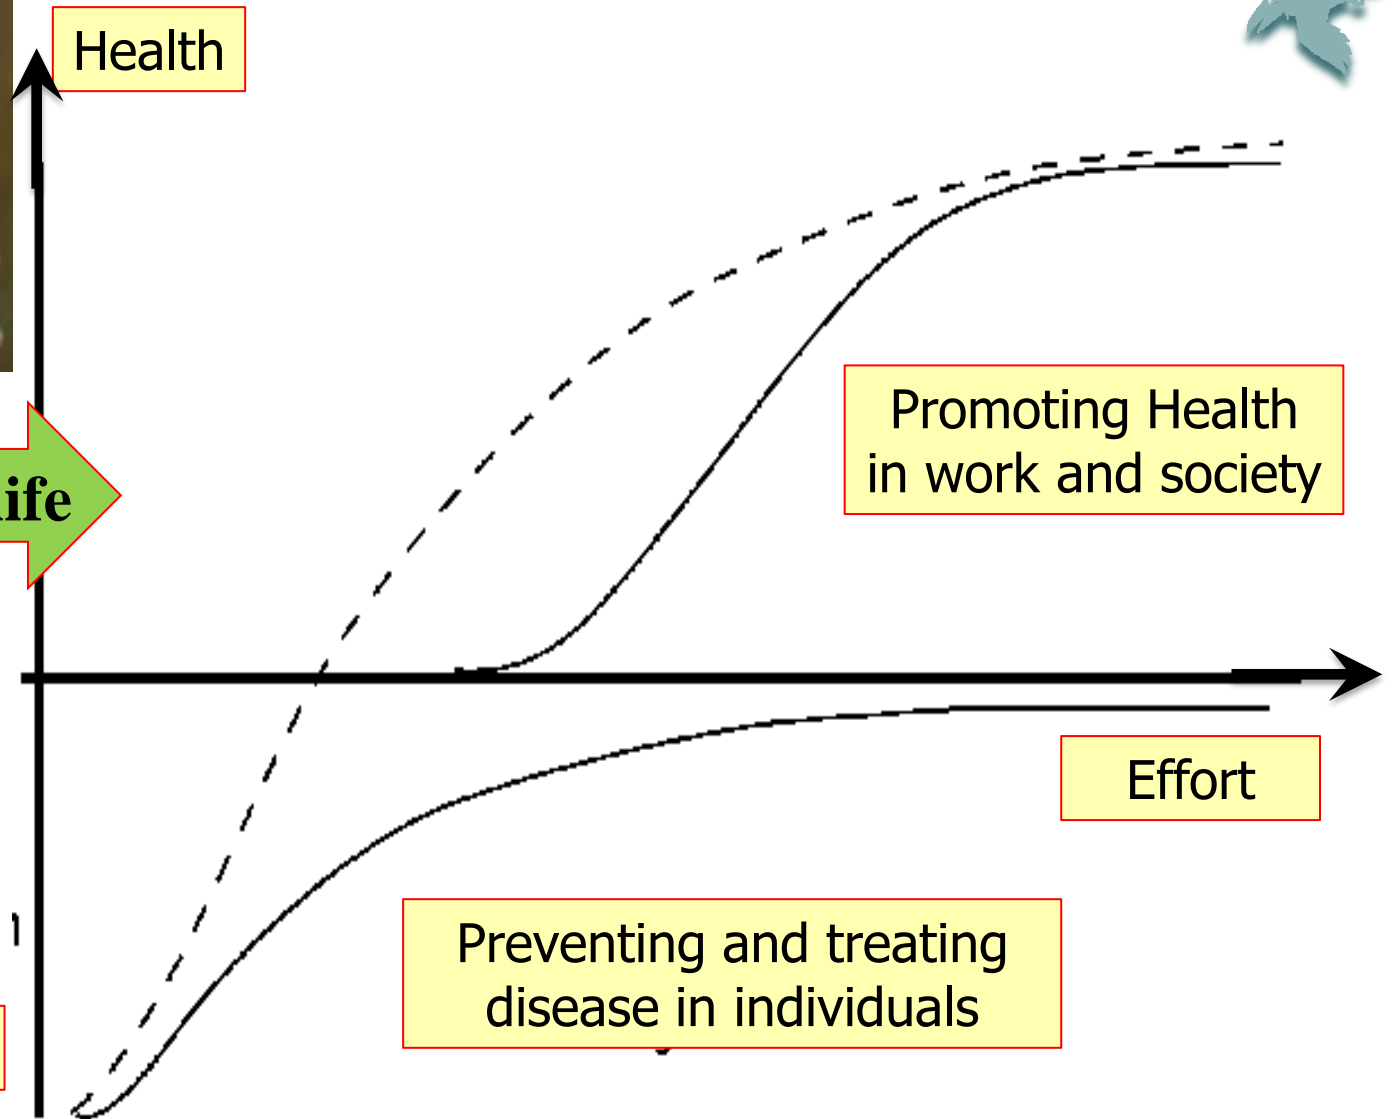 Health
Promoting Health
in work and society
Effort
Preventing and treating
disease in individuals